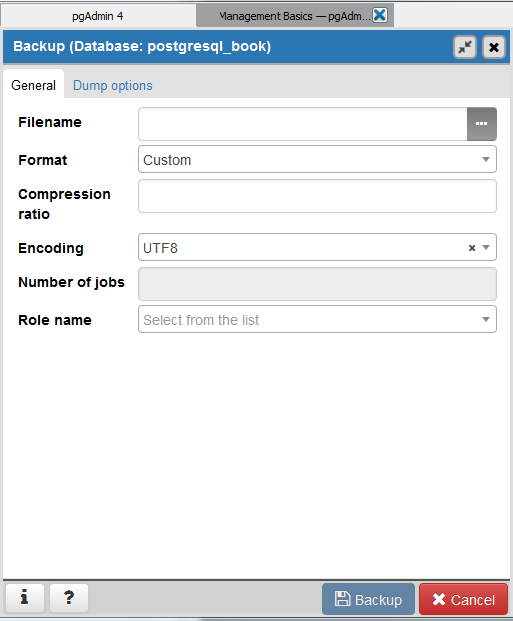 pgAdmin 4
Management Basics — pgAdm...
Backup (Database: postgresql_book)
General
Dump options
Filename
Format
Custom
Compression
ratio
Encoding
UTF8
Number of jobs
Role name
Select from the list
i
?
Backup
Cancel